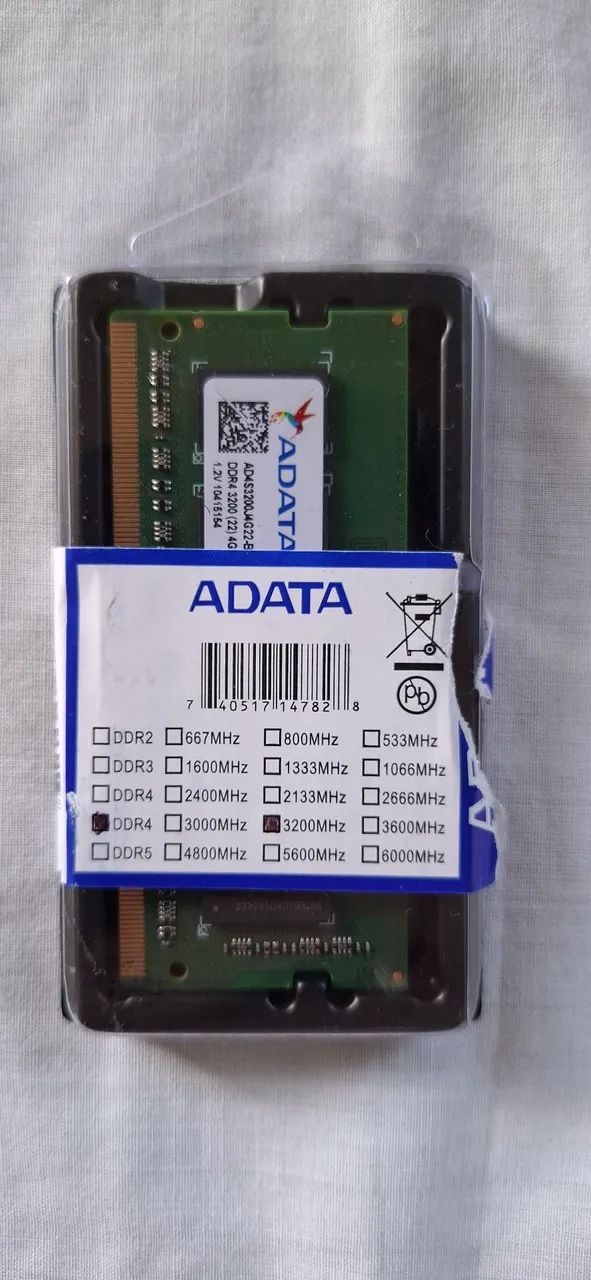 ADATA
AD4S3200J4G22-B
DDR4 3200 (22) 4G
1.2V 10415154
ADATA
7 40517 14782 8
DDR2 667MHz 800MHz 533MHz
DDR3 1600MHz 1333MHz 1066MHz
DDR4 2400MHz 2133MHz 2666MHz
DDR4 3000MHz 3200MHz 3600MHz
DDR5 4800MHz 5600MHz 6000MHz
Pb